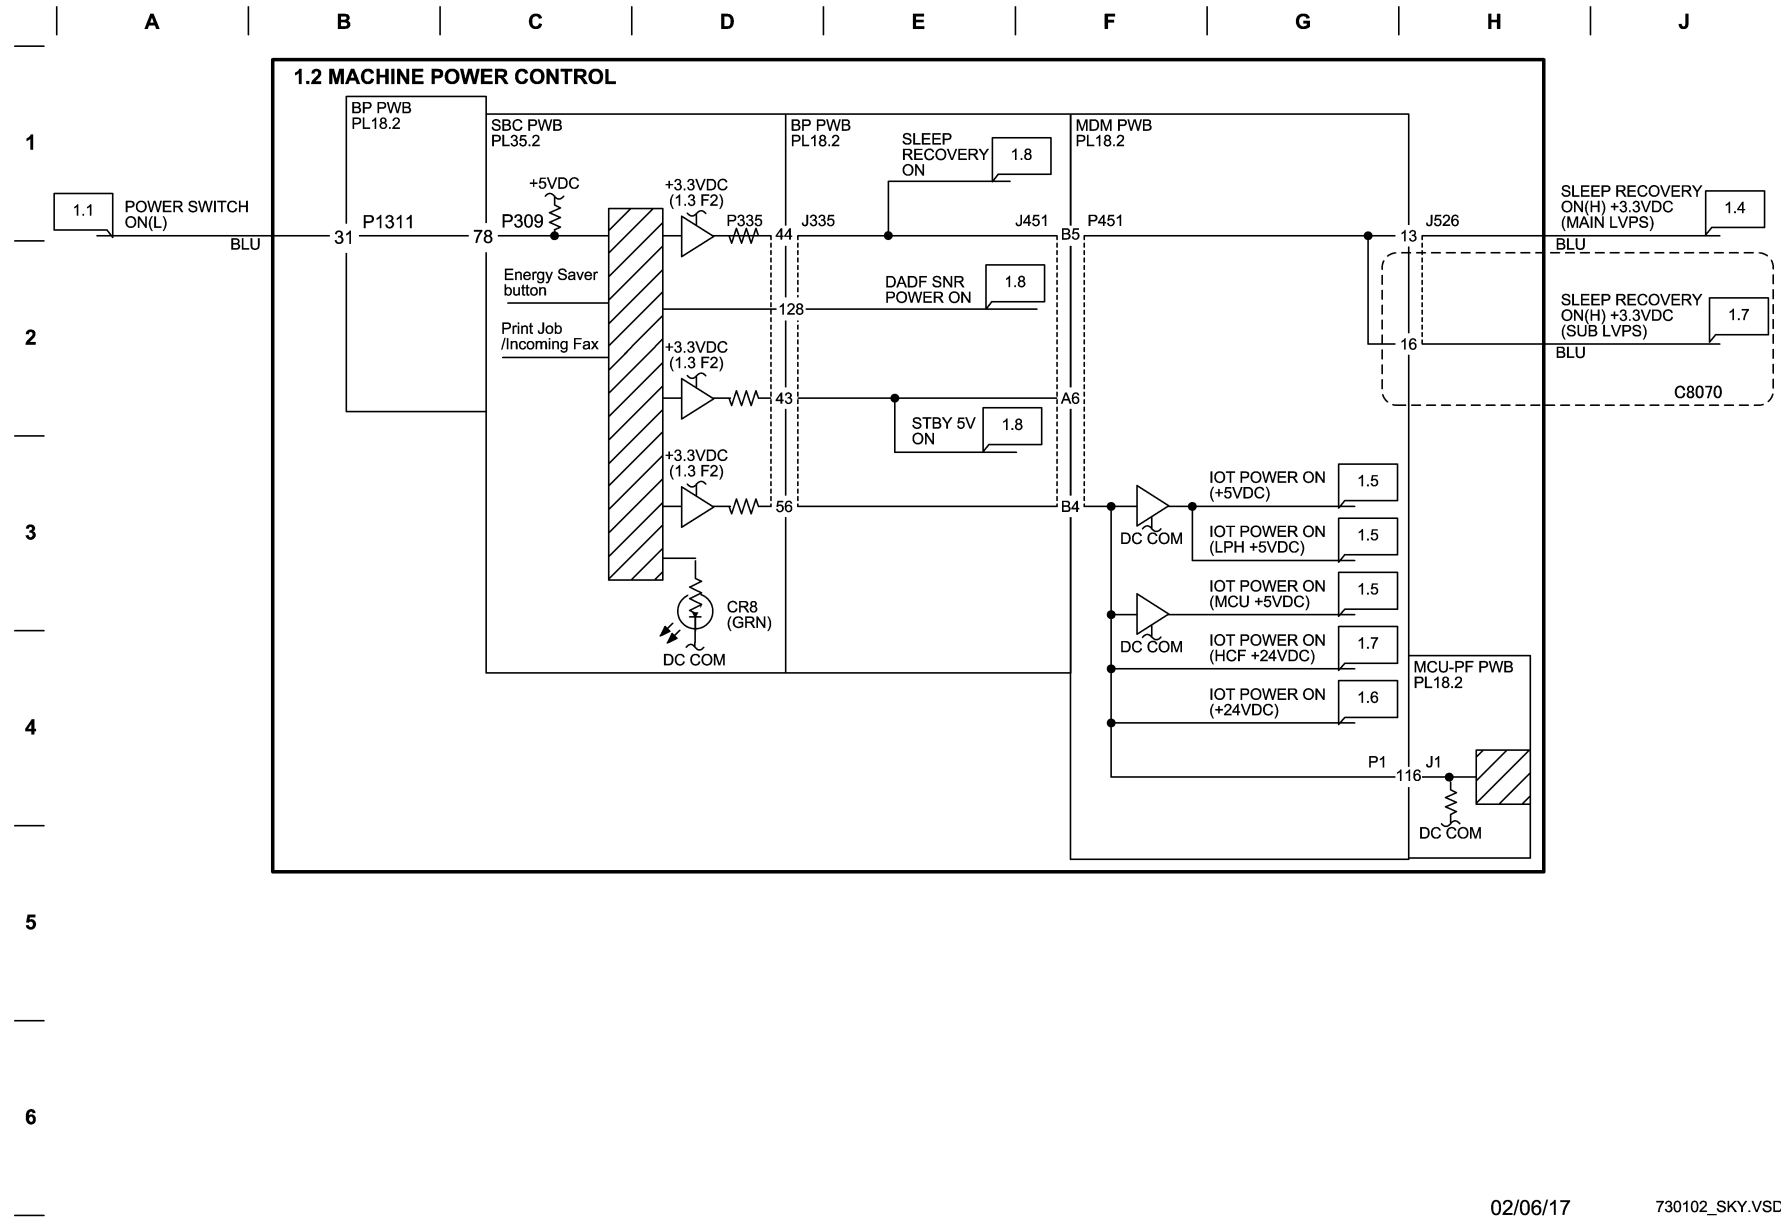 A B C D E F G H J
1.2 MACHINE POWER CONTROL
1
2
3
4
5
6
BP PWB
PL18.2
SBC PWB
PL35.2
BP PWB
PL18.2
MDM PWB
PL18.2
1.1
POWER SWITCH
ON(L)
BLU
31
P1311
78
P309
+5VDC
+3.3VDC
(1.3 F2)
P335
44
J335
SLEEP
RECOVERY
ON
1.8
J451
B5
P451
13
J526
SLEEP RECOVERY
ON(H) +3.3VDC
(MAIN LVPS)
1.4
BLU
Energy Saver
button
128
DADF SNR
POWER ON
1.8
SLEEP RECOVERY
ON(H) +3.3VDC
(SUB LVPS)
1.7
16
BLU
C8070
Print Job
/Incoming Fax
+3.3VDC
(1.3 F2)
43
A6
STBY 5V
ON
1.8
+3.3VDC
(1.3 F2)
56
B4
DC COM
IOT POWER ON
(+5VDC)
1.5
IOT POWER ON
(LPH +5VDC)
1.5
IOT POWER ON
(MCU +5VDC)
1.5
DC COM
IOT POWER ON
(HCF +24VDC)
1.7
IOT POWER ON
(+24VDC)
1.6
CR8
(GRN)
DC COM
MCU-PF PWB
PL18.2
P1
116
J1
DC COM
02/06/17
730102_SKY.VSD